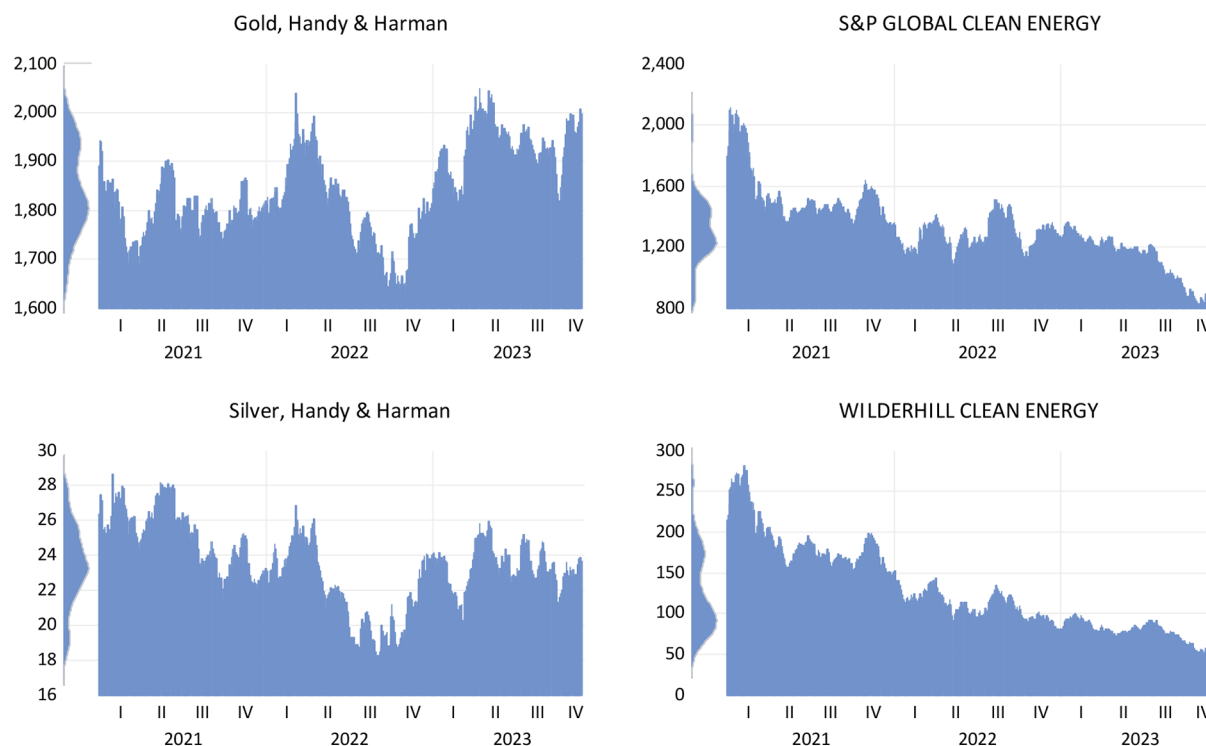 Gold, Handy & Harman
2,100
2,000
1,900
1,800
1,700
1,600
I II III IV I II III IV I II III IV
2021 2022 2023
S&P GLOBAL CLEAN ENERGY
2,400
2,000
1,600
1,200
800
I II III IV I II III IV I II III IV
2021 2022 2023
Silver, Handy & Harman
30
28
26
24
22
20
18
16
I II III IV I II III IV I II III IV
2021 2022 2023
WILDERHILL CLEAN ENERGY
300
250
200
150
100
50
0
I II III IV I II III IV I II III IV
2021 2022 2023